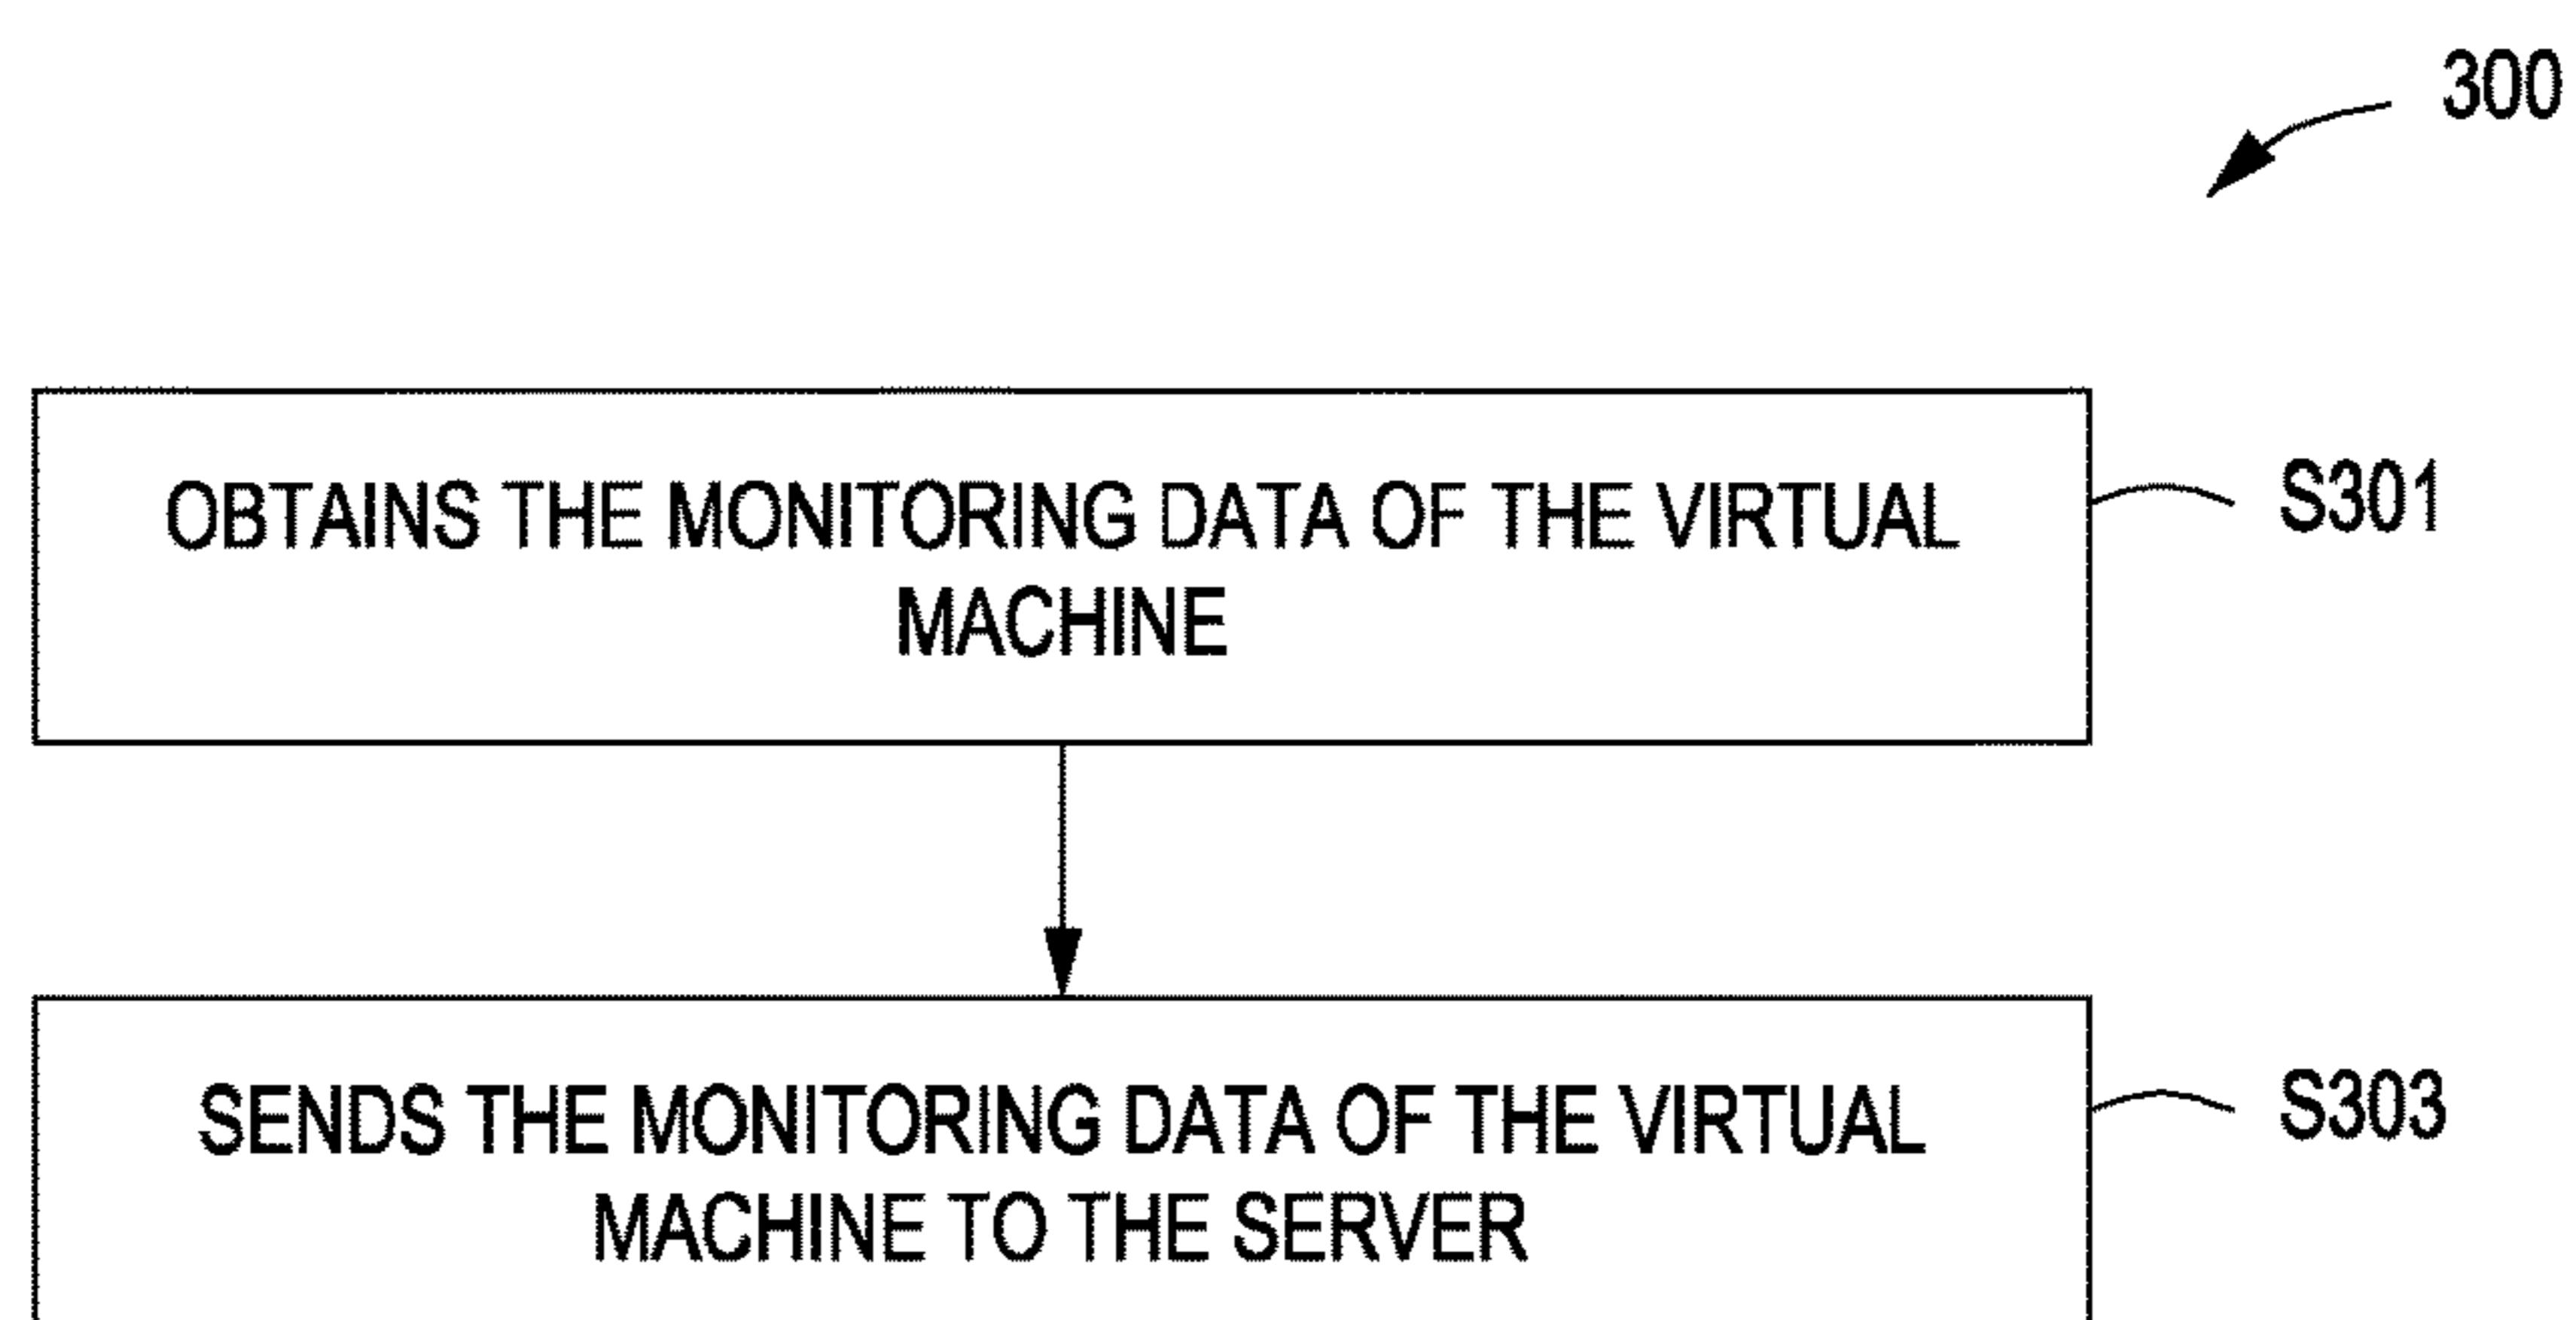 300
OBTAINS THE MONITORING DATA OF THE VIRTUAL
MACHINE
S301
SENDS THE MONITORING DATA OF THE VIRTUAL
MACHINE TO THE SERVER
S303